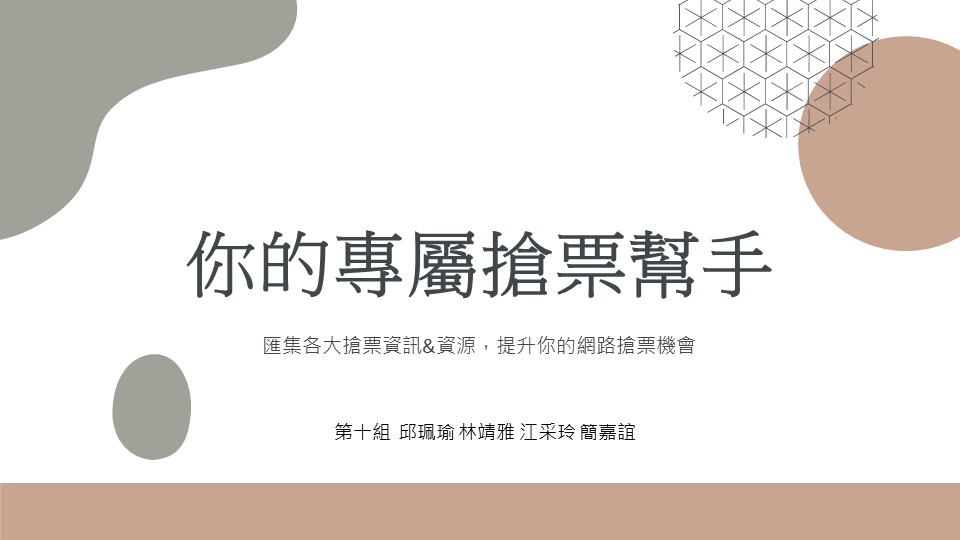 你的專屬搶票幫手
匯集各大搶票資訊&資源，提升你的網路搶票機會
第十組 邱珮瑜 林靖雅 江采玲 簡嘉誼